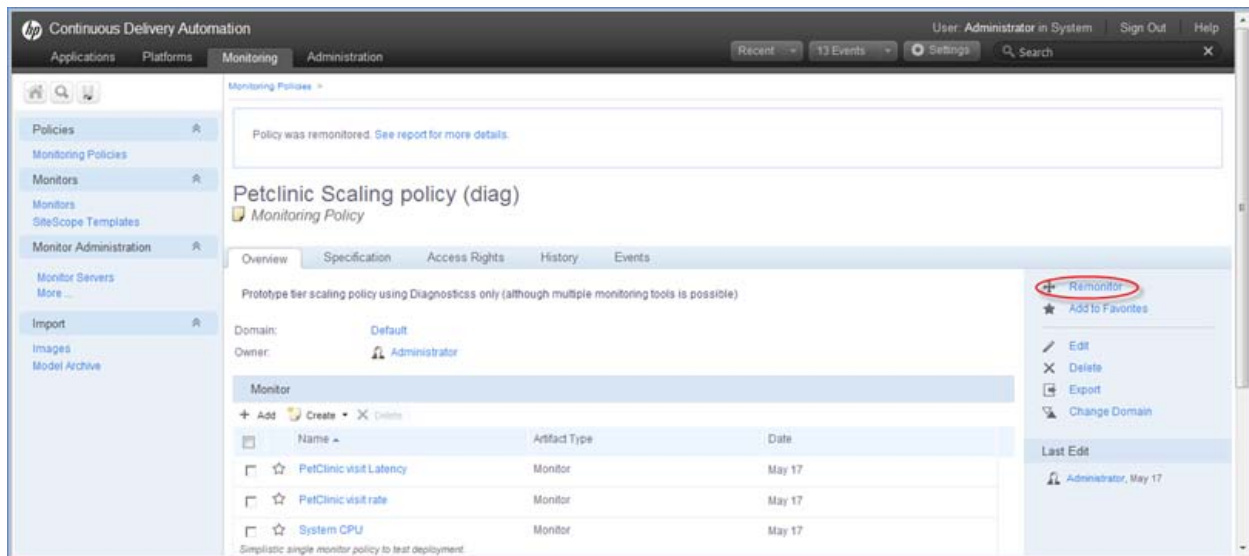 hp Continuous Delivery Automation
User: Administrator in System Sign Out Help
Applications Platforms Monitoring Administration
Recent 13 Events Settings Search
Monitoring Policies >
Policies
Monitoring Policies
Monitors
Monitors
SiteScope Templates
Monitor Administration
Monitor Servers
More ...
Import
Images
Model Archive
Policy was remonitored. See report for more details.
Petclinic Scaling policy (diag)
Monitoring Policy
Overview Specification Access Rights History Events
Prototype tier scaling policy using Diagnosticss only (although multiple monitoring tools is possible)
Domain: Default
Owner: Administrator
Monitor
+ Add Create Delete
Name Artifact Type Date
PetClinic visit Latency Monitor May 17
PetClinic visit rate Monitor May 17
System CPU Monitor May 17
Simplistic single monitor policy to test deployment.
Remonitor
Add to Favorites
Edit
Delete
Export
Change Domain
Last Edit
Administrator, May 17